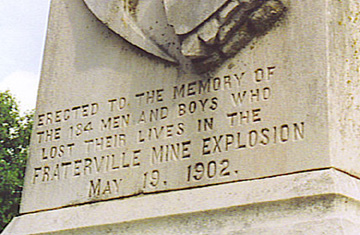 ERECTED TO THE MEMORY OF
THE 184 MEN AND BOYS WHO
LOST THEIR LIVES IN THE
FRATERVILLE MINE EXPLOSION
MAY 19, 1902.